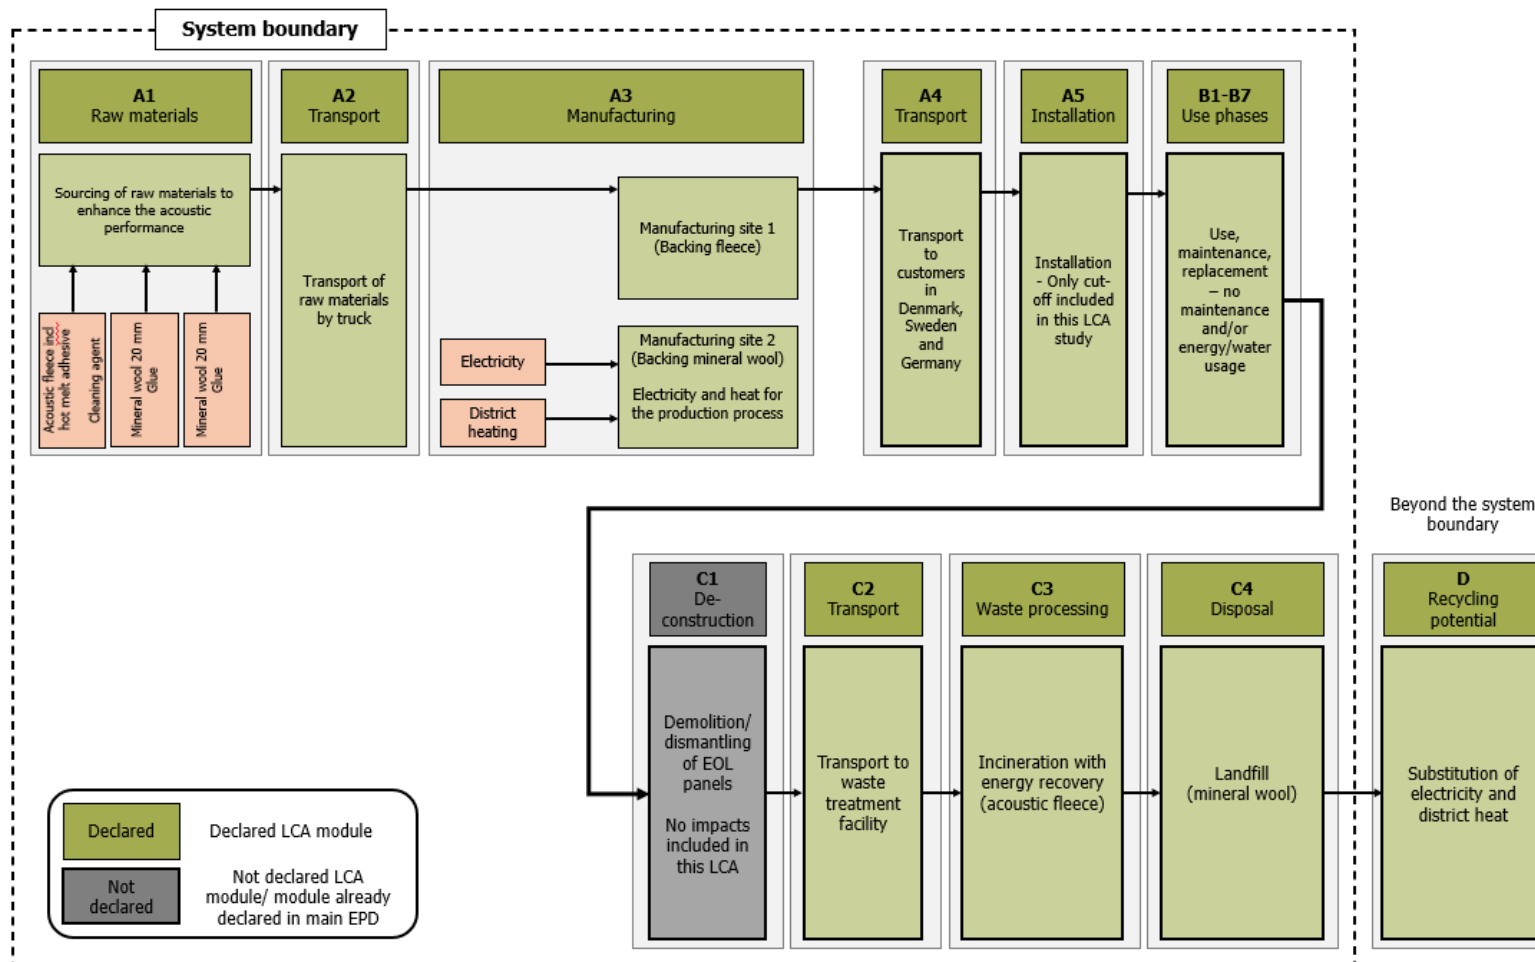 System boundary
A1
Raw materials
Sourcing of raw materials to
enhance the acoustic
performance
Acoustic fleece incl
hot melt adhesive
Cleaning agent
Mineral wool 20 mm
Glue
Mineral wool 20 mm
Glue
A2
Transport
Transport of
raw materials
by truck
A3
Manufacturing
Manufacturing site 1
(Backing fleece)
Electricity
District
heating
Manufacturing site 2
(Backing mineral wool)
Electricity and heat for
the production process
A4
Transport
Transport
to
customers
in
Denmark,
Sweden
and
Germany
A5
Installation
Installation
- Only cut-
off included
in this LCA
study
B1-B7
Use phases
Use,
maintenance,
replacement
– no
maintenance
and/or
energy/water
usage
Beyond the system
boundary
C1
De-
construction
Demolition/
dismantling
of EOL
panels
No impacts
included in
this LCA
C2
Transport
Transport to
waste
treatment
facility
C3
Waste processing
Incineration with
energy recovery
(acoustic fleece)
C4
Disposal
Landfill
(mineral wool)
D
Recycling
potential
Substitution of
electricity and
district heat
Declared
Declared LCA module
Not
declared
Not declared LCA
module/ module already
declared in main EPD